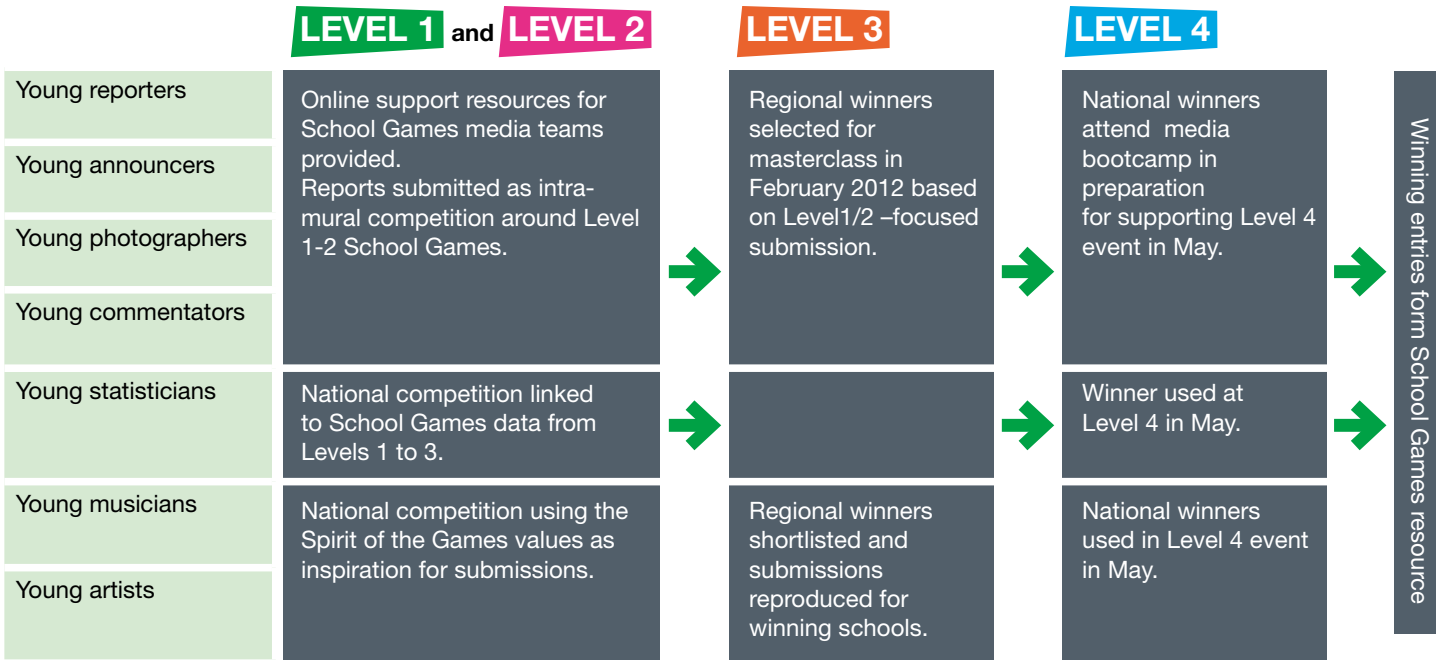 LEVEL 1 and LEVEL 2
LEVEL 3
LEVEL 4
Young reporters
Young announcers
Young photographers
Young commentators
Online support resources for
School Games media teams
provided.
Reports submitted as intra-
mural competition around Level
1-2 School Games.
Regional winners
selected for
masterclass in
February 2012 based
on Level1/2 –focused
submission.
National winners
attend  media
bootcamp in
preparation
for supporting Level 4
event in May.
Young statisticians
National competition linked
to School Games data from
Levels 1 to 3.
Winner used at
Level 4 in May.
Young musicians
Young artists
National competition using the
Spirit of the Games values as
inspiration for submissions.
Regional winners
shortlisted and
submissions
reproduced for
winning schools.
National winners
used in Level 4 event
in May.
Winning entries form School Games resource